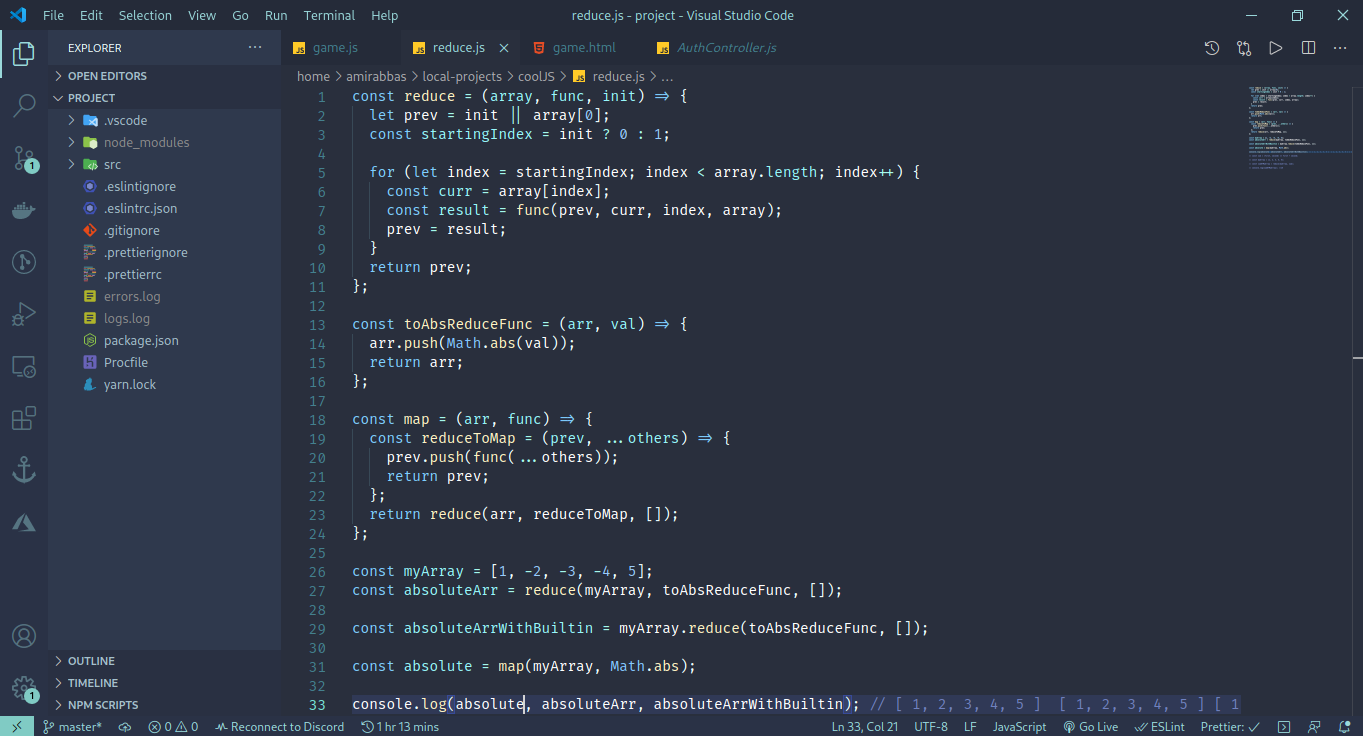 File Edit Selection View Go Run Terminal Help reduce.js - project - Visual Studio Code
EXPLORER
game.js reduce.js game.html AuthController.js
home > amirabbas > local-projects > coolJS > reduce.js > ...
OPEN EDITORS
PROJECT
.vscode
node_modules
src
.eslintignore
.eslintrc.json
.gitignore
.prettierignore
.prettierrc
errors.log
logs.log
package.json
Procfile
yarn.lock
OUTLINE
TIMELINE
NPM SCRIPTS
1
1
1 const reduce = (array, func, init) => {
2 let prev = init || array[0];
3 const startingIndex = init ? 0 : 1;
4
5 for (let index = startingIndex; index < array.length; index++) {
6 const curr = array[index];
7 const result = func(prev, curr, index, array);
8 prev = result;
9 }
10 return prev;
11 };
12
13 const toAbsReduceFunc = (arr, val) => {
14 arr.push(Math.abs(val));
15 return arr;
16 };
17
18 const map = (arr, func) => {
19 const reduceToMap = (prev, ...others) => {
20 prev.push(func(...others));
21 return prev;
22 };
23 return reduce(arr, reduceToMap, []);
24 };
25
26 const myArray = [1, -2, -3, -4, 5];
27 const absoluteArr = reduce(myArray, toAbsReduceFunc, []);
28
29 const absoluteArrWithBuiltin = myArray.reduce(toAbsReduceFunc, []);
30
31 const absolute = map(myArray, Math.abs);
32
33 console.log(absolute, absoluteArr, absoluteArrWithBuiltin); // [ 1, 2, 3, 4, 5 ] [ 1, 2, 3, 4, 5 ] [ 1
master* 0 0 Reconnect to Discord 1 hr 13 mins Ln 33, Col 21 UTF-8 LF JavaScript Go Live ESLint Prettier: ✓